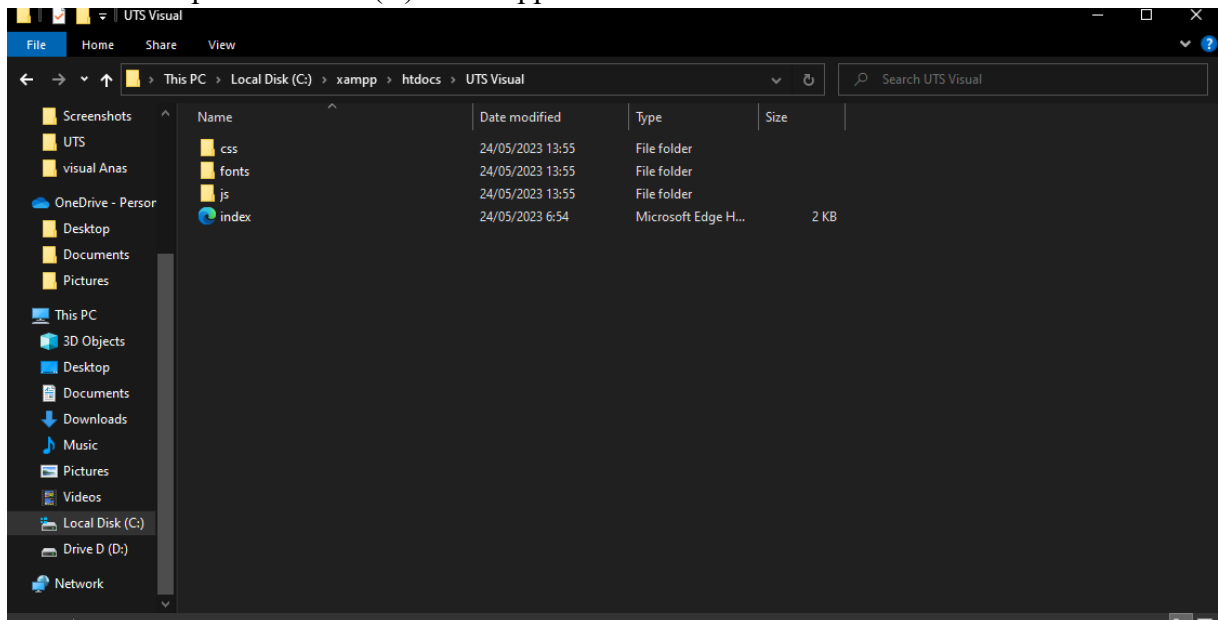 UTS Visual
File Home Share View
This PC > Local Disk (C:) > xampp > htdocs > UTS Visual
Search UTS Visual
Name Date modified Type Size
css 24/05/2023 13:55 File folder
fonts 24/05/2023 13:55 File folder
js 24/05/2023 13:55 File folder
index 24/05/2023 6:54 Microsoft Edge H... 2 KB
Screenshots
UTS
visual Anas
OneDrive - Person
Desktop
Documents
Pictures
This PC
3D Objects
Desktop
Documents
Downloads
Music
Pictures
Videos
Local Disk (C:)
Drive D (D:)
Network